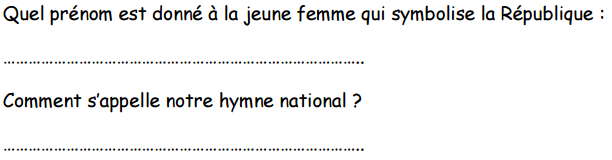 Quel prénom est donné à la jeune femme qui symbolise la République :
……………………………………………………………………..
Comment s’appelle notre hymne national ?
……………………………………………………………………..